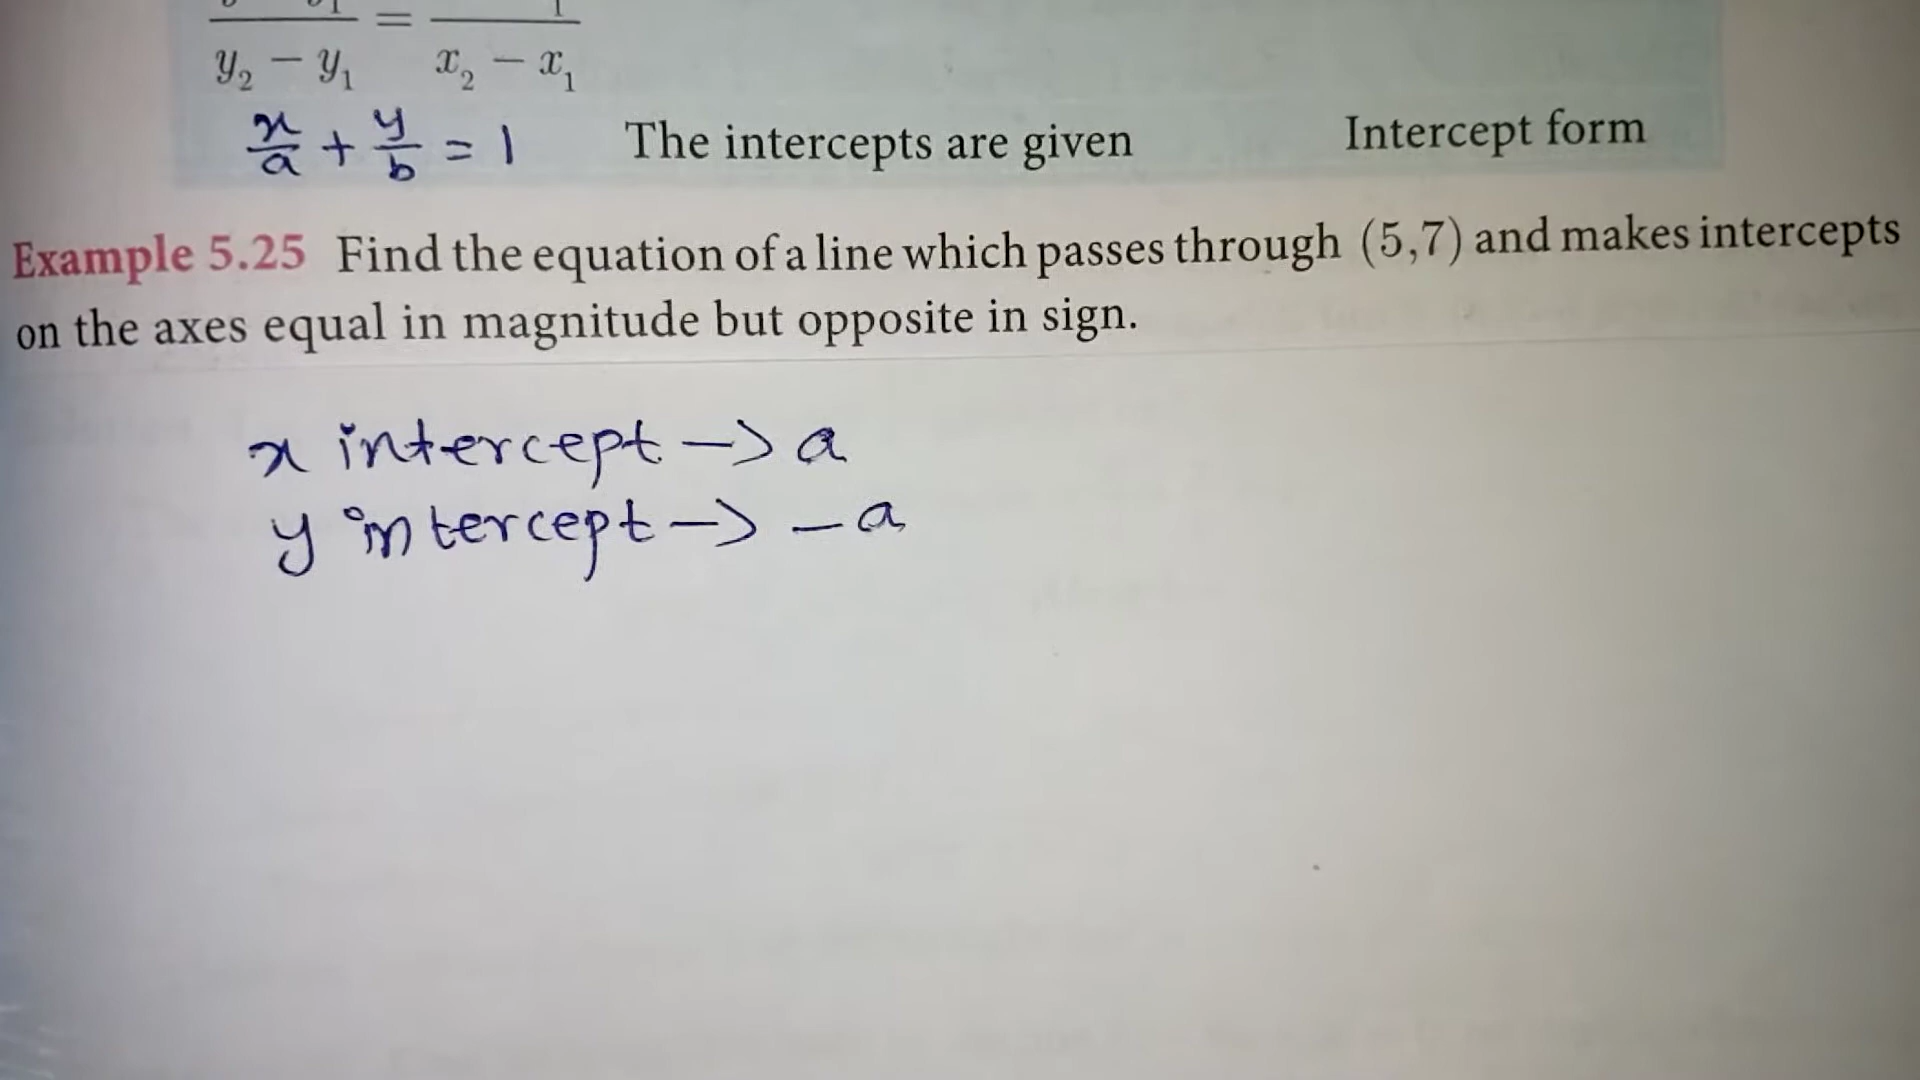 y₂ − y₁ = x₂ − x₁
x/a + y/b = 1 The intercepts are given Intercept form
Example 5.25 Find the equation of a line which passes through (5,7) and makes intercepts
on the axes equal in magnitude but opposite in sign.
x intercept -> a
y intercept -> -a